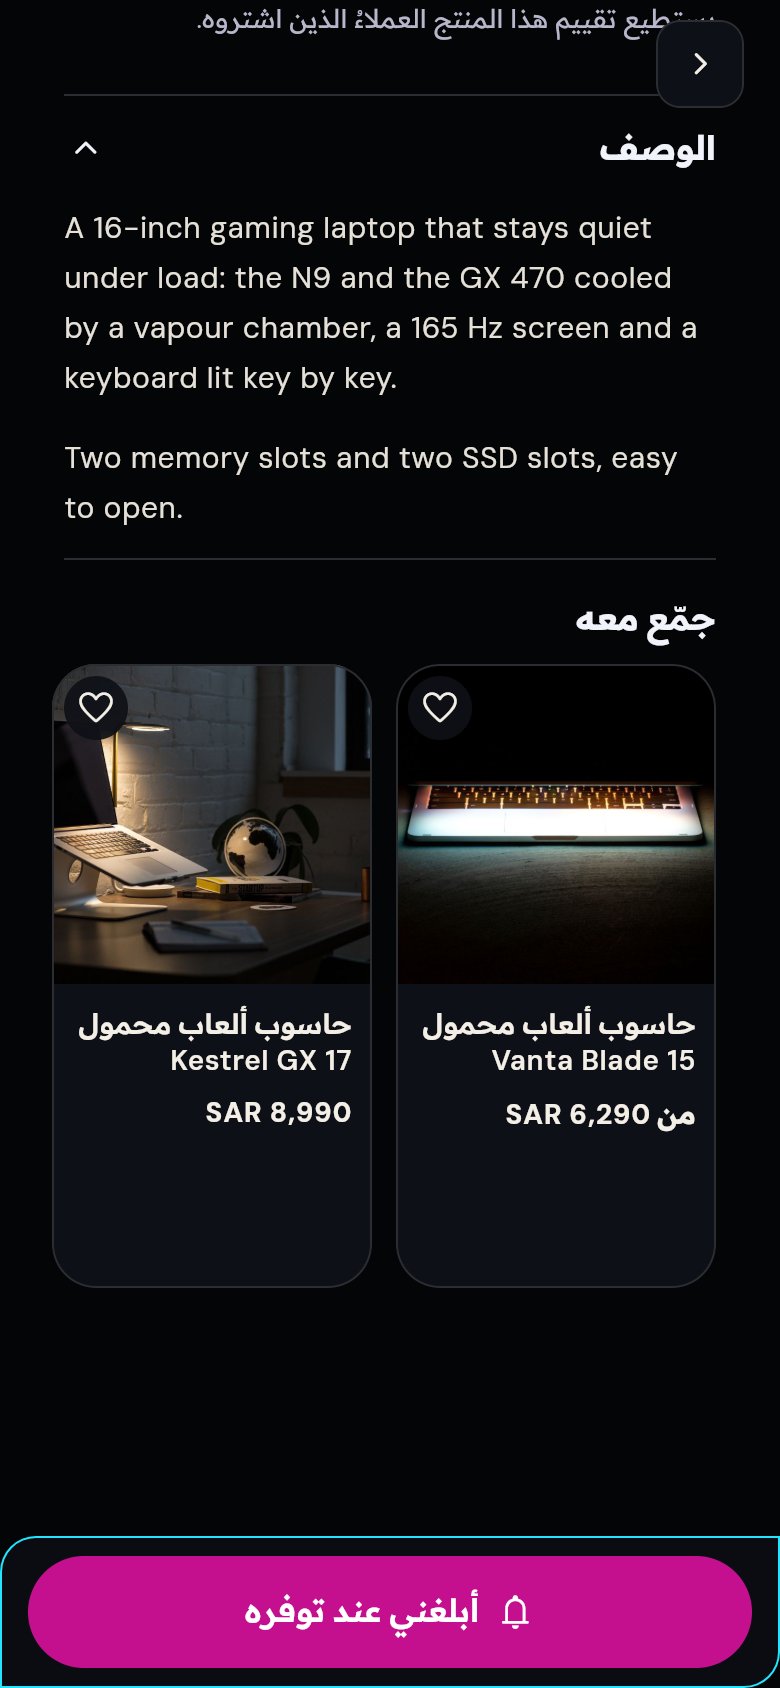 يستطيع تقييم هذا المنتج العملاءُ الذين اشتروه.
الوصف
A 16-inch gaming laptop that stays quiet
under load: the N9 and the GX 470 cooled
by a vapour chamber, a 165 Hz screen and a
keyboard lit key by key.
Two memory slots and two SSD slots, easy
to open.
جمّع معه
حاسوب ألعاب محمول
Vanta Blade 15
من SAR 6,290
حاسوب ألعاب محمول
Kestrel GX 17
SAR 8,990
أبلغني عند توفره